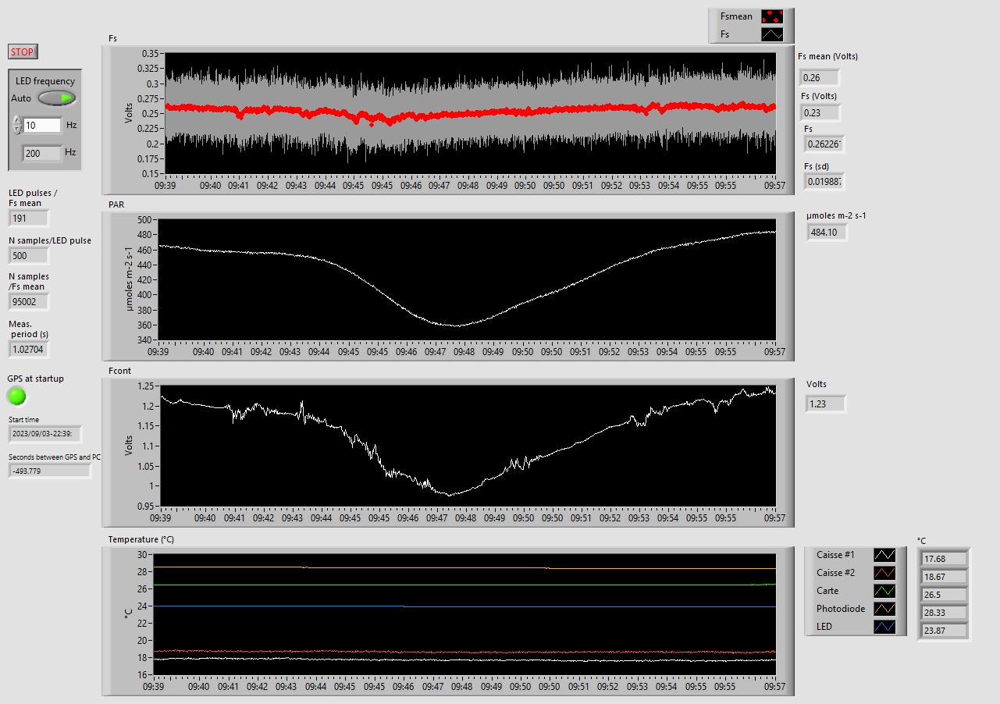 Fsmean
Fs
STOP
LED frequency
Auto
10 Hz
200 Hz
LED pulses /
Fs mean
191
N samples/LED pulse
500
N samples
/Fs mean
95002
Meas.
period (s)
1.02704
GPS at startup
Start time
2023/09/03-22:39:
Seconds between GPS and PC
-493.779
Fs
Volts
0.35
0.325
0.3
0.275
0.25
0.225
0.2
0.175
0.15
09:39 09:40 09:41 09:42 09:43 09:44 09:45 09:45 09:46 09:47 09:48 09:49 09:50 09:50 09:51 09:52 09:53 09:54 09:55 09:55 09:57
Fs mean (Volts)
0.26
Fs (Volts)
0.23
Fs
0.262261
Fs (sd)
0.019887
PAR
µmoles m-2 s-1
500
480
460
440
420
400
380
360
340
09:39 09:40 09:41 09:42 09:43 09:44 09:45 09:45 09:46 09:47 09:48 09:49 09:50 09:50 09:51 09:52 09:53 09:54 09:55 09:55 09:57
µmoles m-2 s-1
484.10
Fcont
Volts
1.25
1.2
1.15
1.1
1.05
1
0.95
09:39 09:40 09:41 09:42 09:43 09:44 09:45 09:45 09:46 09:47 09:48 09:49 09:50 09:50 09:51 09:52 09:53 09:54 09:55 09:55 09:57
Volts
1.23
Temperature (°C)
°C
30
28
26
24
22
20
18
16
09:39 09:40 09:41 09:42 09:43 09:44 09:45 09:45 09:46 09:47 09:48 09:49 09:50 09:50 09:51 09:52 09:53 09:54 09:55 09:55 09:57
°C
Caisse #1 17.68
Caisse #2 18.67
Carte 26.5
Photodiode 28.33
LED 23.87